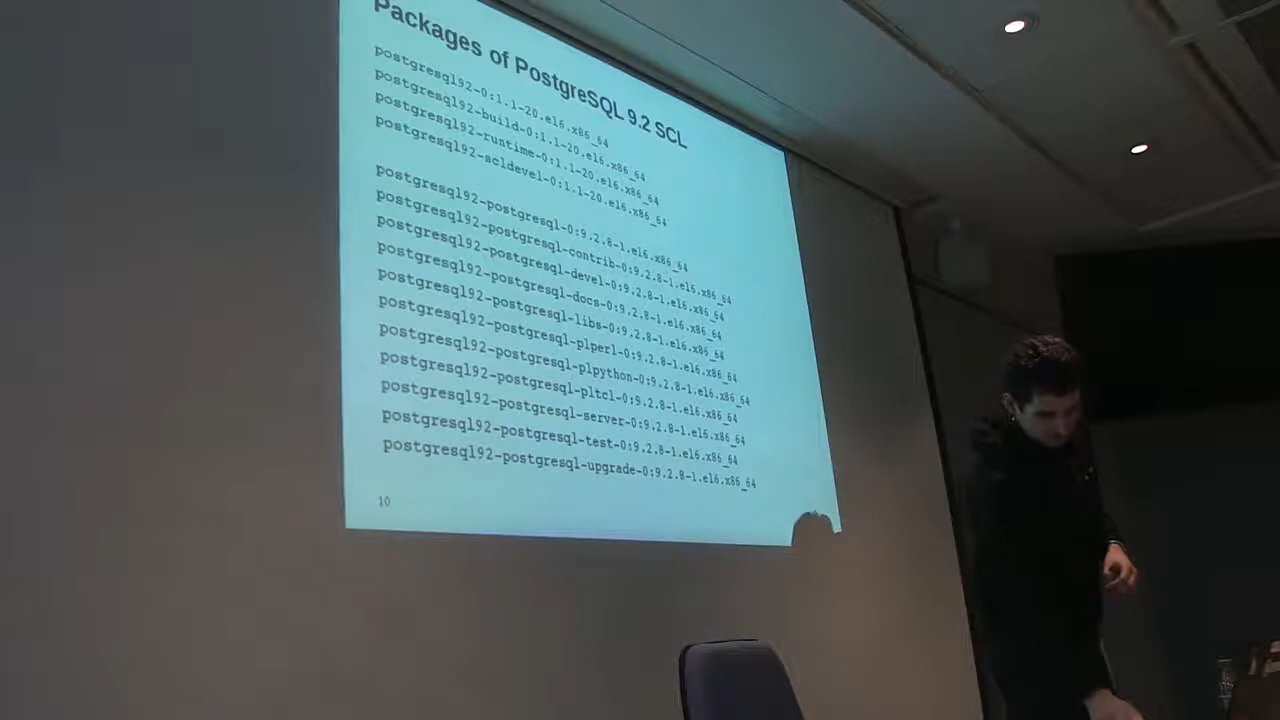 Packages of PostgreSQL 9.2 SCL
postgresql92-0:1.1-20.el6.x86_64
postgresql92-build-0:1.1-20.el6.x86_64
postgresql92-runtime-0:1.1-20.el6.x86_64
postgresql92-scldevel-0:1.1-20.el6.x86_64
postgresql92-postgresql-0:9.2.8-1.el6.x86_64
postgresql92-postgresql-contrib-0:9.2.8-1.el6.x86_64
postgresql92-postgresql-devel-0:9.2.8-1.el6.x86_64
postgresql92-postgresql-docs-0:9.2.8-1.el6.x86_64
postgresql92-postgresql-libs-0:9.2.8-1.el6.x86_64
postgresql92-postgresql-plperl-0:9.2.8-1.el6.x86_64
postgresql92-postgresql-plpython-0:9.2.8-1.el6.x86_64
postgresql92-postgresql-pltcl-0:9.2.8-1.el6.x86_64
postgresql92-postgresql-server-0:9.2.8-1.el6.x86_64
postgresql92-postgresql-test-0:9.2.8-1.el6.x86_64
postgresql92-postgresql-upgrade-0:9.2.8-1.el6.x86_64
10